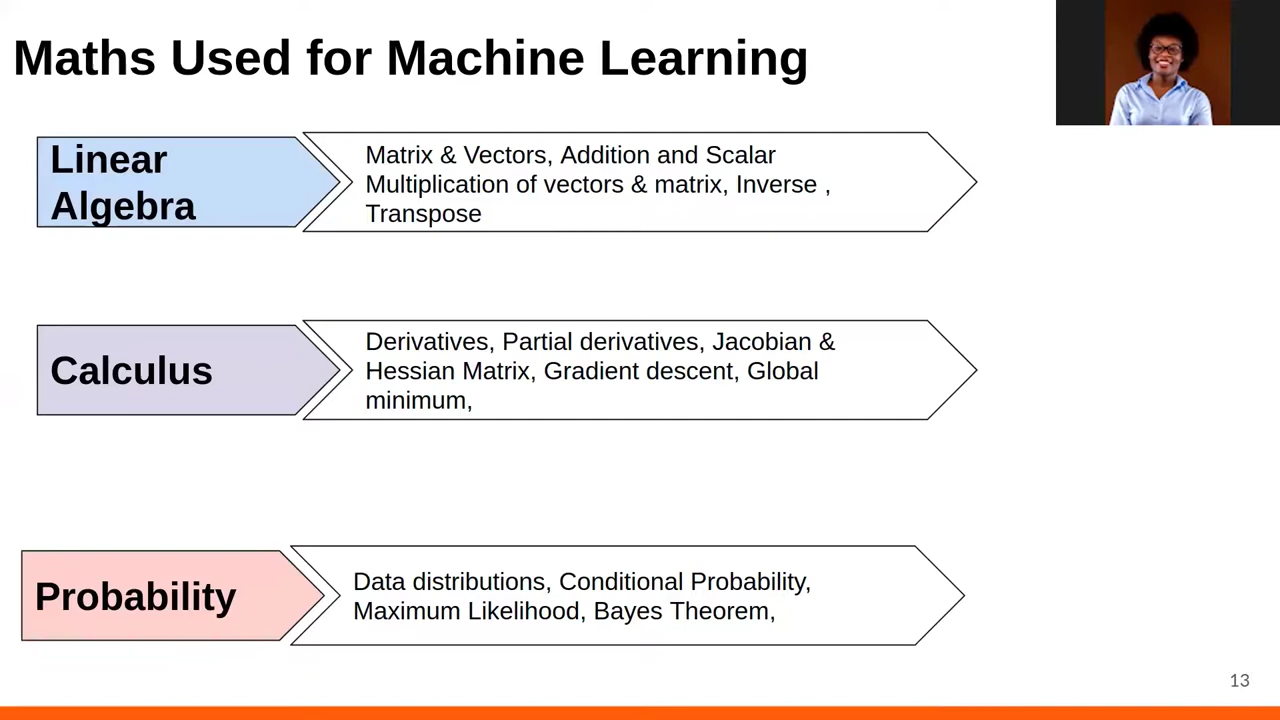 Maths Used for Machine Learning
Linear
Algebra
Matrix & Vectors, Addition and Scalar
Multiplication of vectors & matrix, Inverse ,
Transpose
Calculus
Derivatives, Partial derivatives, Jacobian &
Hessian Matrix, Gradient descent, Global
minimum,
Probability
Data distributions, Conditional Probability,
Maximum Likelihood, Bayes Theorem,
13